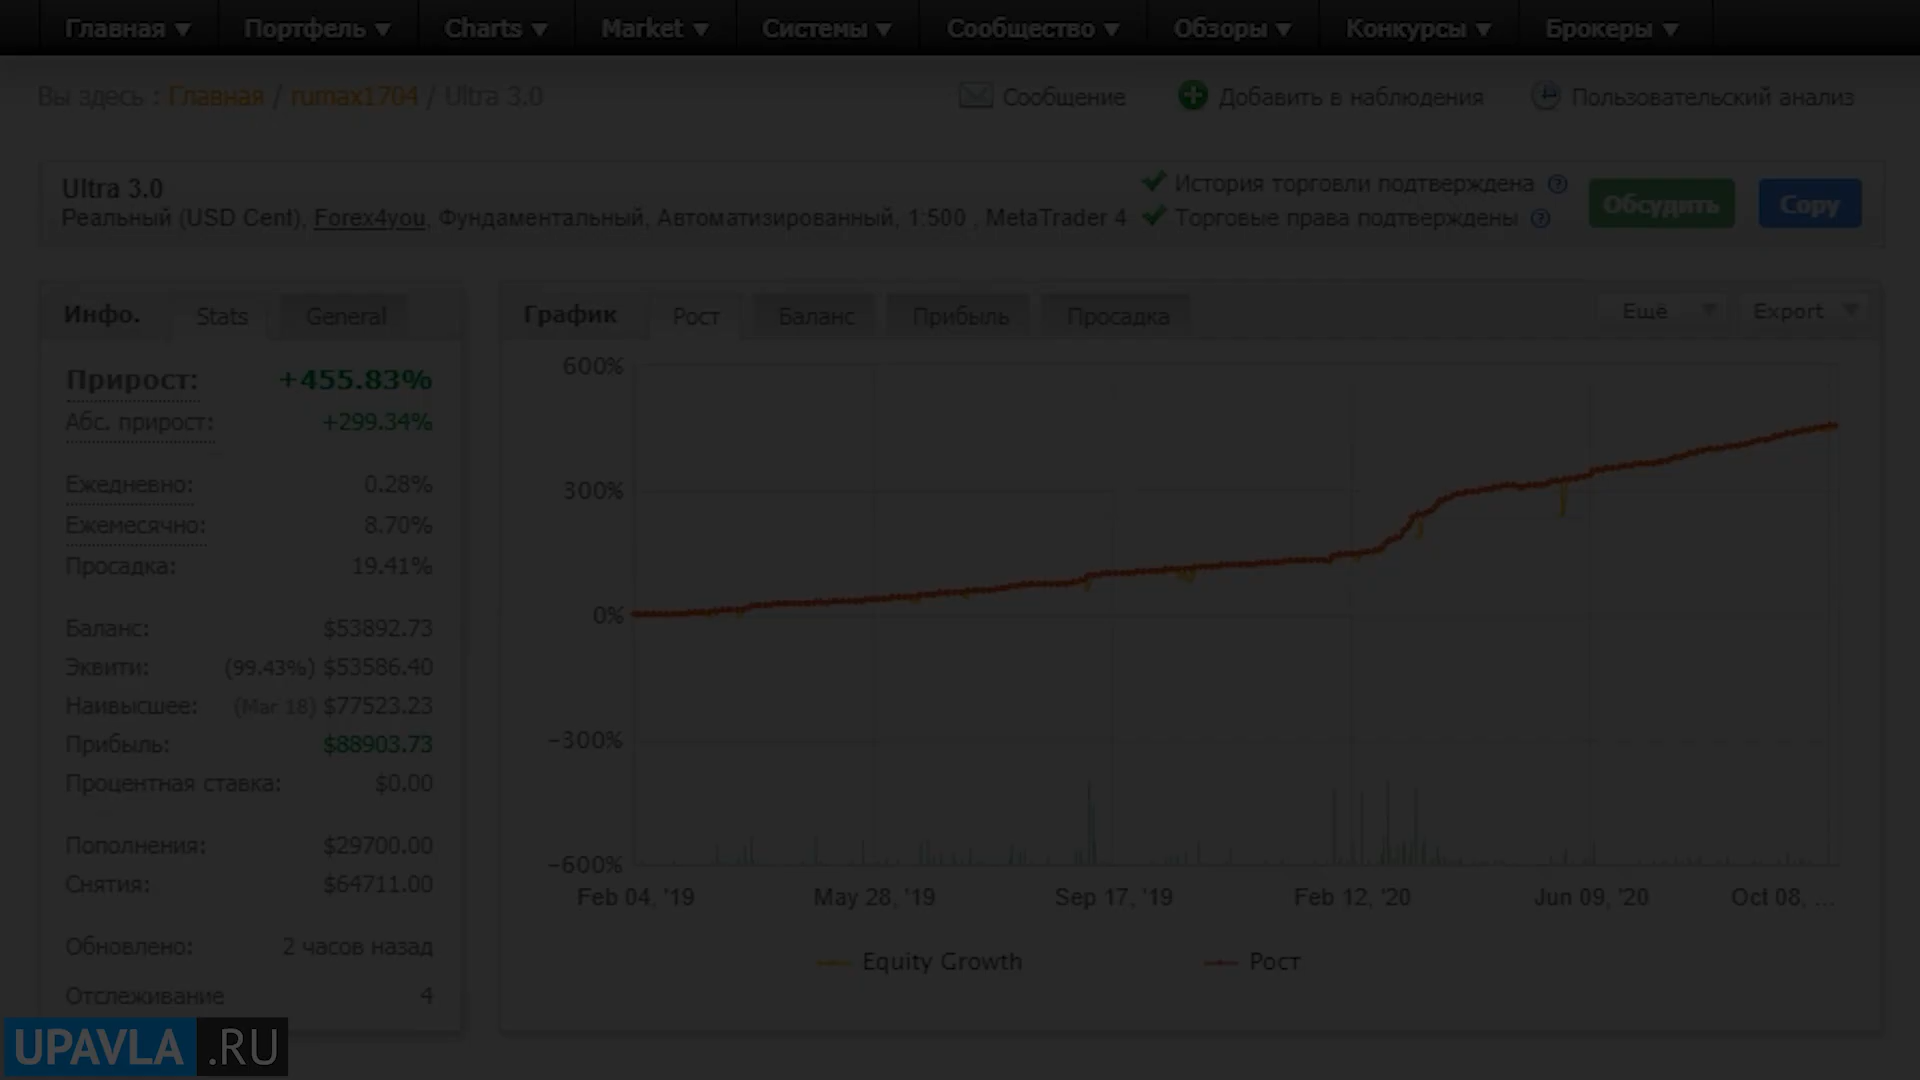 Главная ▼ Портфель ▼ Charts ▼ Market ▼ Системы ▼ Сообщество ▼ Обзоры ▼ Конкурсы ▼ Брокеры ▼
Вы здесь : Главная / rumax1704 / Ultra 3.0
Сообщение Добавить в наблюдения Пользовательский анализ
Ultra 3.0
Реальный (USD Cent), Forex4you, Фундаментальный, Автоматизированный, 1:500 , MetaTrader 4
История торговли подтверждена ?
Торговые права подтверждены ?
Обсудить Copy
Инфо. Stats General
Прирост: +455.83%
Абс. прирост: +299.34%
Ежедневно: 0.28%
Ежемесячно: 8.70%
Просадка: 19.41%
Баланс: $53892.73
Эквити: (99.43%) $53586.40
Наивысшее: (Mar 18) $77523.23
Прибыль: $88903.73
Процентная ставка: $0.00
Пополнения: $29700.00
Снятия: $64711.00
Обновлено: 2 часов назад
Отслеживание 4
График Рост Баланс Прибыль Просадка Ещё Export
600%
300%
0%
-300%
-600%
Feb 04, '19 May 28, '19 Sep 17, '19 Feb 12, '20 Jun 09, '20 Oct 08, ...
Equity Growth Рост
UPAVLA.RU